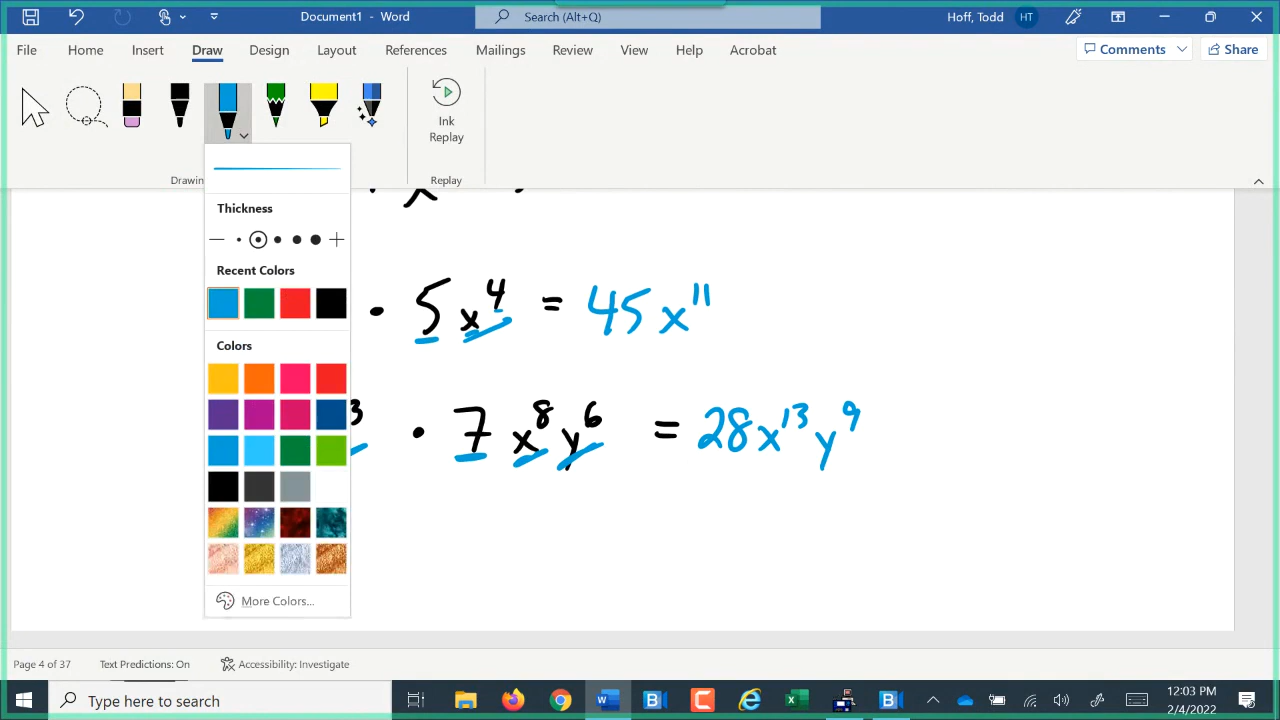 Document1 - Word
Search (Alt+Q)
Hoff, Todd HT
File Home Insert Draw Design Layout References Mailings Review View Help Acrobat Comments Share
Ink Replay
Drawin
Replay
Thickness
Recent Colors
Colors
More Colors...
x
· 5x⁴ = 45x¹¹
³ · 7x⁸y⁶ = 28x¹³y⁹
Page 4 of 37 Text Predictions: On Accessibility: Investigate
Type here to search
12:03 PM
2/4/2022